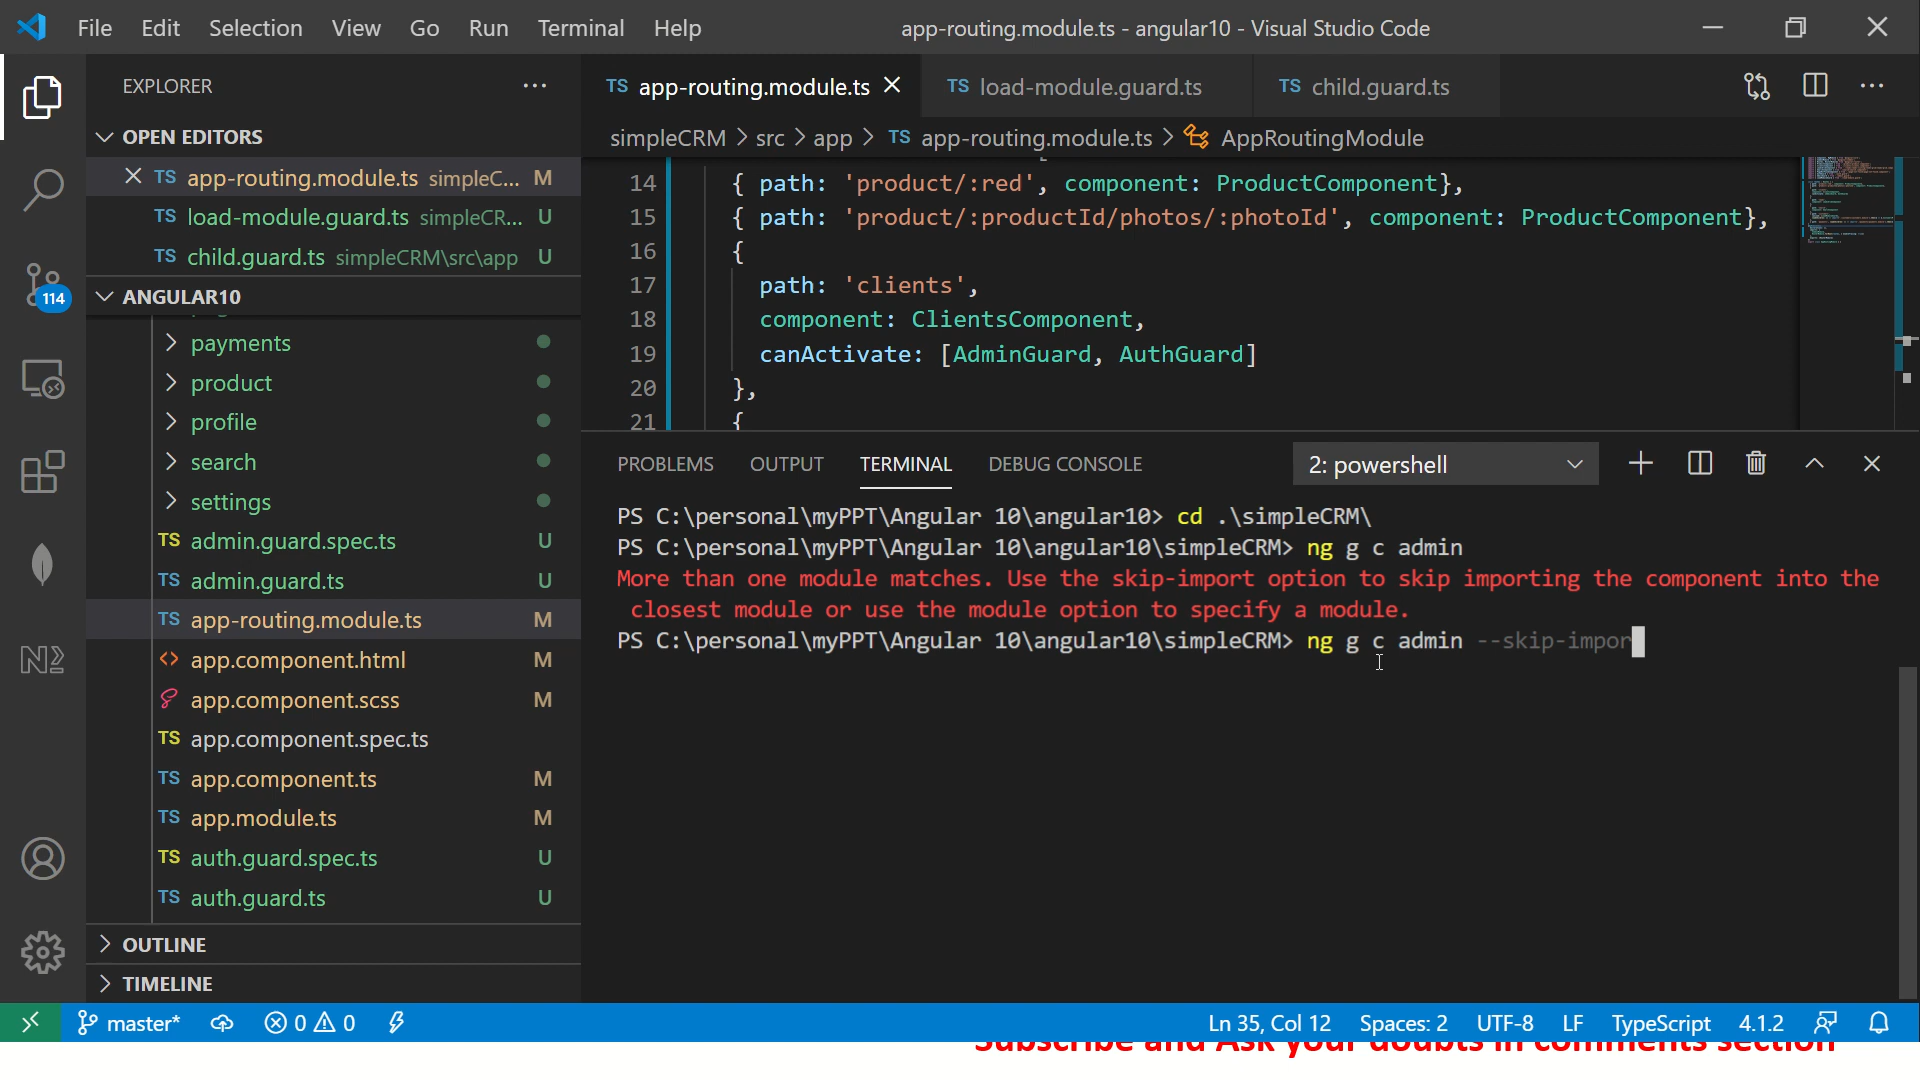 File Edit Selection View Go Run Terminal Help app-routing.module.ts - angular10 - Visual Studio Code
EXPLORER
TS app-routing.module.ts
TS load-module.guard.ts
TS child.guard.ts
OPEN EDITORS
simpleCRM > src > app > TS app-routing.module.ts > AppRoutingModule
TS app-routing.module.ts simpleC... M
TS load-module.guard.ts simpleCR... U
TS child.guard.ts simpleCRM\src\app U
14 { path: 'product/:red', component: ProductComponent},
15 { path: 'product/:productId/photos/:photoId', component: ProductComponent},
16 {
17 path: 'clients',
18 component: ClientsComponent,
19 canActivate: [AdminGuard, AuthGuard]
20 },
21 {
114
ANGULAR10
payments
product
profile
search
settings
TS admin.guard.spec.ts U
TS admin.guard.ts U
TS app-routing.module.ts M
<> app.component.html M
app.component.scss M
TS app.component.spec.ts
TS app.component.ts M
TS app.module.ts M
TS auth.guard.spec.ts U
TS auth.guard.ts U
OUTLINE
TIMELINE
PROBLEMS OUTPUT TERMINAL DEBUG CONSOLE 2: powershell
PS C:\personal\myPPT\Angular 10\angular10> cd .\simpleCRM\
PS C:\personal\myPPT\Angular 10\angular10\simpleCRM> ng g c admin
More than one module matches. Use the skip-import option to skip importing the component into the
closest module or use the module option to specify a module.
PS C:\personal\myPPT\Angular 10\angular10\simpleCRM> ng g c admin --skip-impor
master* 0 0 Ln 35, Col 12 Spaces: 2 UTF-8 LF TypeScript 4.1.2
Subscribe and Ask your doubts in comments section